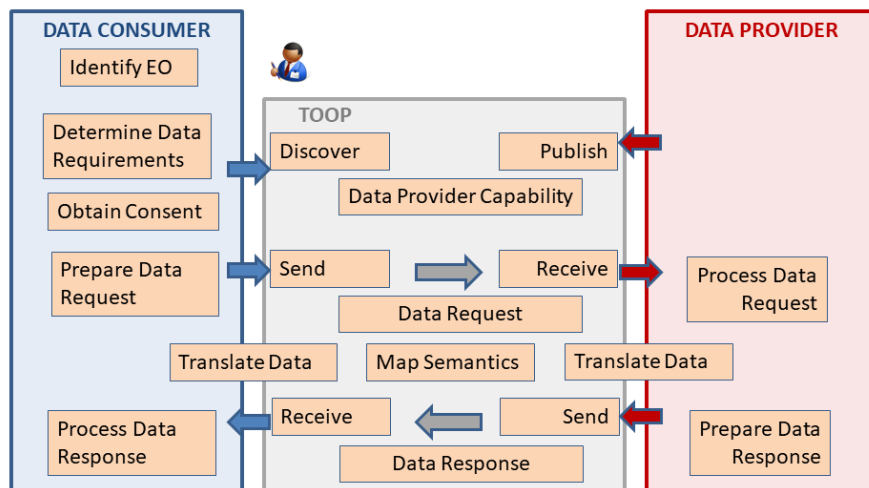 DATA CONSUMER
DATA PROVIDER
Identify EO
TOOP
Determine Data
Requirements
Discover
Publish
Data Provider Capability
Obtain Consent
Prepare Data
Request
Send
Receive
Process Data
Request
Data Request
Translate Data
Map Semantics
Translate Data
Process Data
Response
Receive
Send
Prepare Data
Response
Data Response